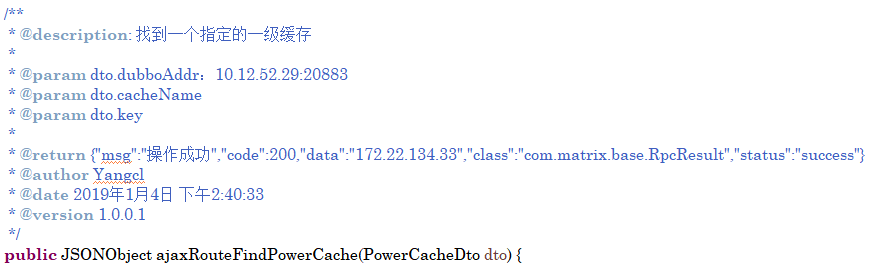 /**
* @description: 找到一个指定的一级缓存
*
* @param dto.dubboAddr：10.12.52.29:20883
* @param dto.cacheName
* @param dto.key
*
* @return {"msg":"操作成功","code":200,"data":"172.22.134.33","class":"com.matrix.base.RpcResult","status":"success"}
* @author Yangcl
* @date 2019年1月4日 下午2:40:33
* @version 1.0.0.1
*/
public JSONObject ajaxRouteFindPowerCache(PowerCacheDto dto) {